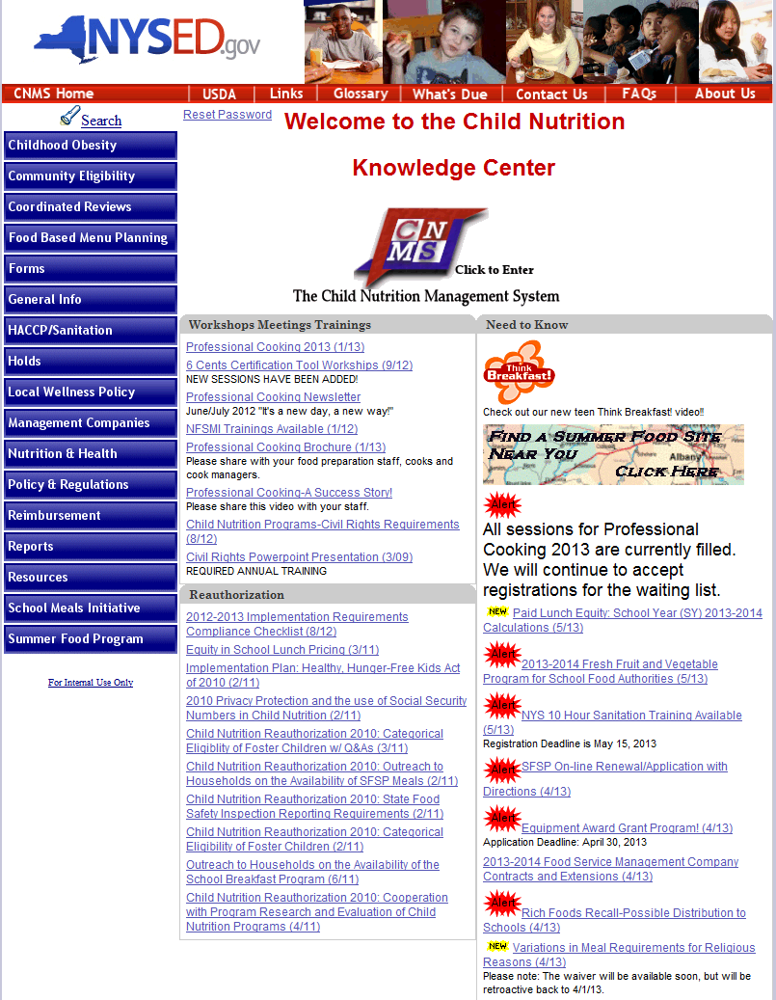 NYSED.gov
CNMS Home
USDA
Links
Glossary
What's Due
Contact Us
FAQs
About Us
Search
Childhood Obesity
Community Eligibility
Coordinated Reviews
Food Based Menu Planning
Forms
General Info
HACCP/Sanitation
Holds
Local Wellness Policy
Management Companies
Nutrition & Health
Policy & Regulations
Reimbursement
Reports
Resources
School Meals Initiative
Summer Food Program
For Internal Use Only
Reset Password
Welcome to the Child Nutrition
Knowledge Center
CN
MS
Click to Enter
The Child Nutrition Management System
Workshops Meetings Trainings
Professional Cooking 2013 (1/13)
6 Cents Certification Tool Workships (9/12)
NEW SESSIONS HAVE BEEN ADDED!
Professional Cooking Newsletter
June/July 2012 "It's a new day, a new way!"
NFSMI Trainings Available (1/12)
Professional Cooking Brochure (1/13)
Please share with your food preparation staff, cooks and
cook managers.
Professional Cooking-A Success Story!
Please share this video with your staff.
Child Nutrition Programs-Civil Rights Requirements
(8/12)
Civil Rights Powerpoint Presentation (3/09)
REQUIRED ANNUAL TRAINING
Reauthorization
2012-2013 Implementation Requirements
Compliance Checklist (8/12)
Equity in School Lunch Pricing (3/11)
Implementation Plan: Healthy, Hunger-Free Kids Act
of 2010 (2/11)
2010 Privacy Protection and the use of Social Security
Numbers in Child Nutrition (2/11)
Child Nutrition Reauthorization 2010: Categorical
Eligiblity of Foster Children w/ Q&As (3/11)
Child Nutrition Reauthorization 2010: Outreach to
Households on the Availability of SFSP Meals (2/11)
Child Nutrition Reauthorization 2010: State Food
Safety Inspection Reporting Requirements (2/11)
Child Nutrition Reauthorization 2010: Categorical
Eligibility of Foster Children (2/11)
Outreach to Households on the Availability of the
School Breakfast Program (6/11)
Child Nutrition Reauthorization 2010: Cooperation
with Program Research and Evaluation of Child
Nutrition Programs (4/11)
Need to Know
Think
Breakfast!
Check out our new teen Think Breakfast! video!!
Find a Summer Food Site
Near You
Albany
Click Here
Alert
All sessions for Professional
Cooking 2013 are currently filled.
We will continue to accept
registrations for the waiting list.
NEW Paid Lunch Equity: School Year (SY) 2013-2014
Calculations (5/13)
Alert 2013-2014 Fresh Fruit and Vegetable
Program for School Food Authorities (5/13)
Alert NYS 10 Hour Sanitation Training Available
(5/13)
Registration Deadline is May 15, 2013
Alert SFSP On-line Renewal/Application with
Directions (4/13)
Alert Equipment Award Grant Program! (4/13)
Application Deadline: April 30, 2013
2013-2014 Food Service Management Company
Contracts and Extensions (4/13)
Alert Rich Foods Recall-Possible Distribution to
Schools (4/13)
NEW Variations in Meal Requirements for Religious
Reasons (4/13)
Please note: The waiver will be available soon, but will be
retroactive back to 4/1/13.